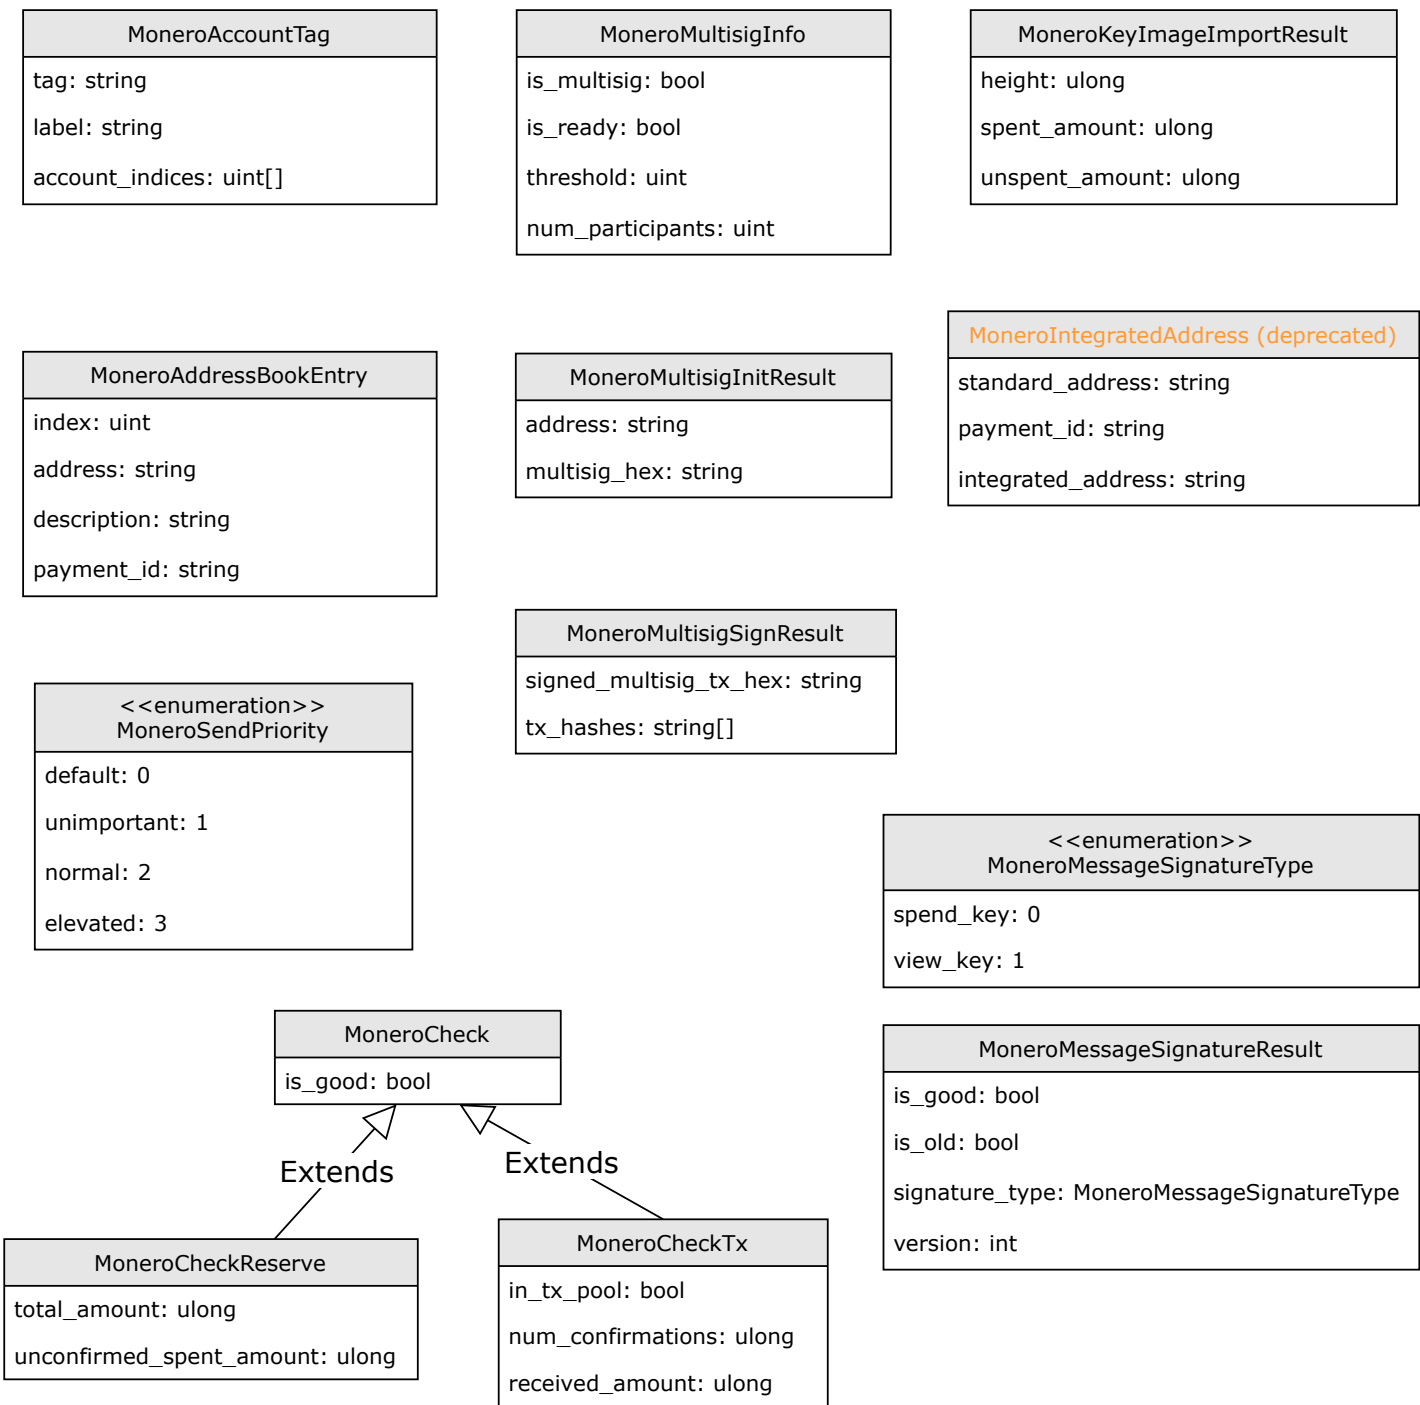 MoneroAccountTag
tag: string
label: string
account_indices: uint[]
MoneroMultisigInfo
is_multisig: bool
is_ready: bool
threshold: uint
num_participants: uint
MoneroKeyImageImportResult
height: ulong
spent_amount: ulong
unspent_amount: ulong
MoneroAddressBookEntry
index: uint
address: string
description: string
payment_id: string
MoneroMultisigInitResult
address: string
multisig_hex: string
MoneroIntegratedAddress (deprecated)
standard_address: string
payment_id: string
integrated_address: string
MoneroMultisigSignResult
signed_multisig_tx_hex: string
tx_hashes: string[]
<<enumeration>>
MoneroSendPriority
default: 0
unimportant: 1
normal: 2
elevated: 3
<<enumeration>>
MoneroMessageSignatureType
spend_key: 0
view_key: 1
MoneroCheck
is_good: bool
Extends
Extends
MoneroMessageSignatureResult
is_good: bool
is_old: bool
signature_type: MoneroMessageSignatureType
version: int
MoneroCheckReserve
total_amount: ulong
unconfirmed_spent_amount: ulong
MoneroCheckTx
in_tx_pool: bool
num_confirmations: ulong
received_amount: ulong